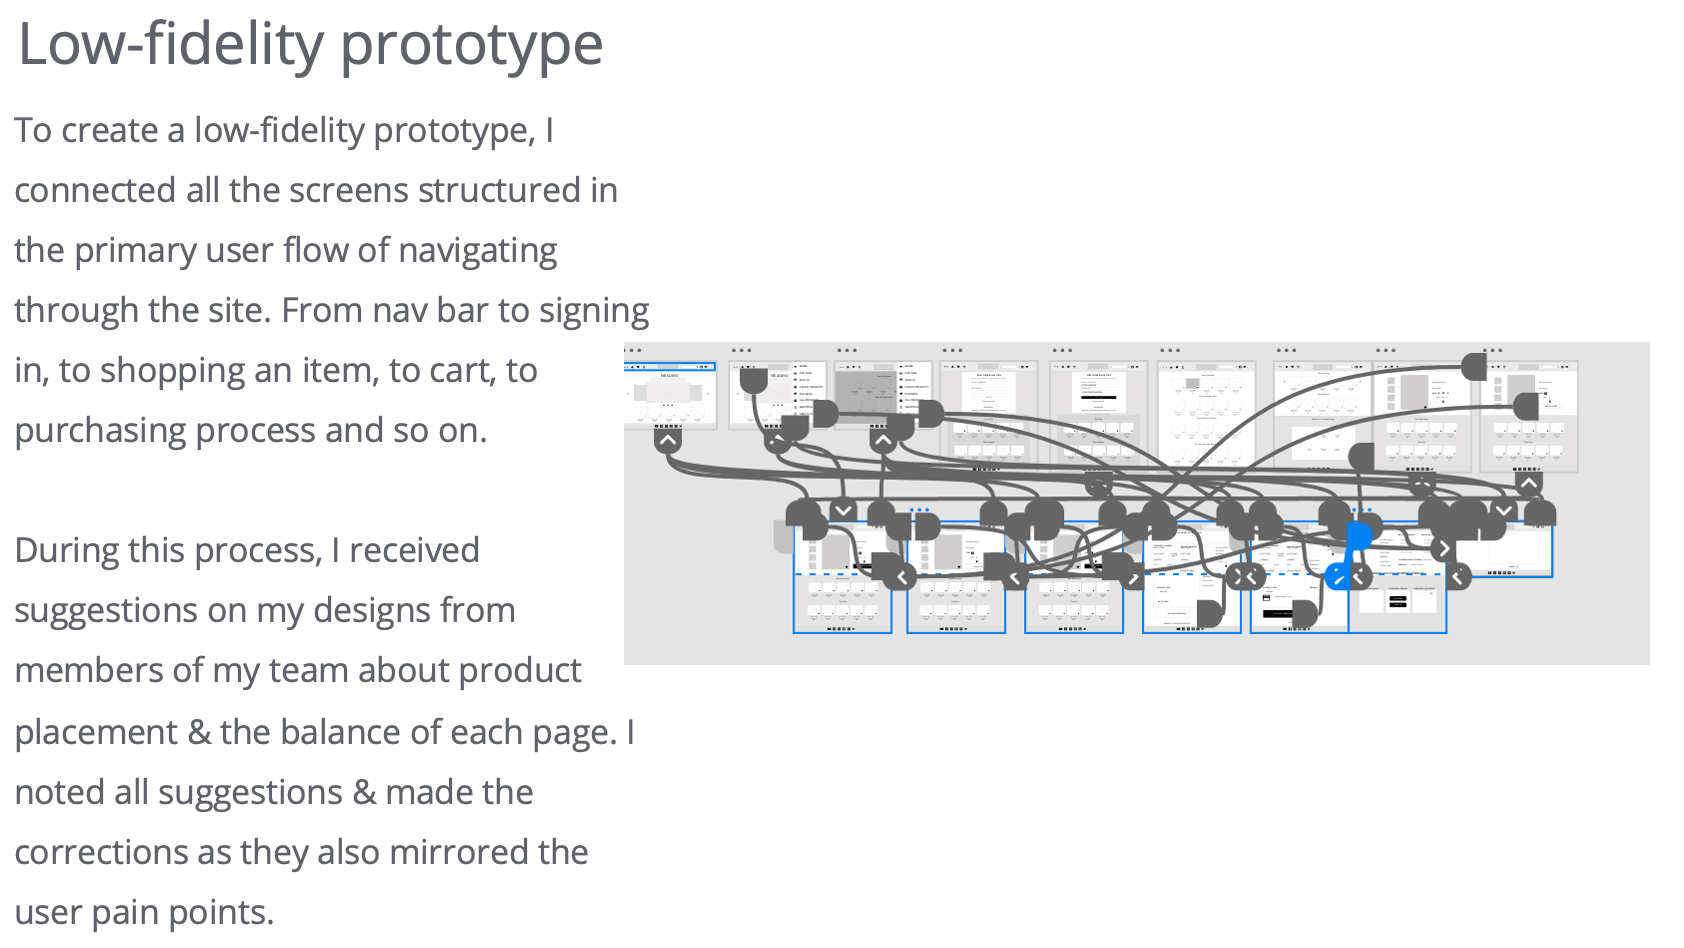 Low-fidelity prototype
To create a low-fidelity prototype, I
connected all the screens structured in
the primary user flow of navigating
through the site. From nav bar to signing
in, to shopping an item, to cart, to
purchasing process and so on.
During this process, I received
suggestions on my designs from
members of my team about product
placement & the balance of each page. I
noted all suggestions & made the
corrections as they also mirrored the
user pain points.
HEADING
HEADING